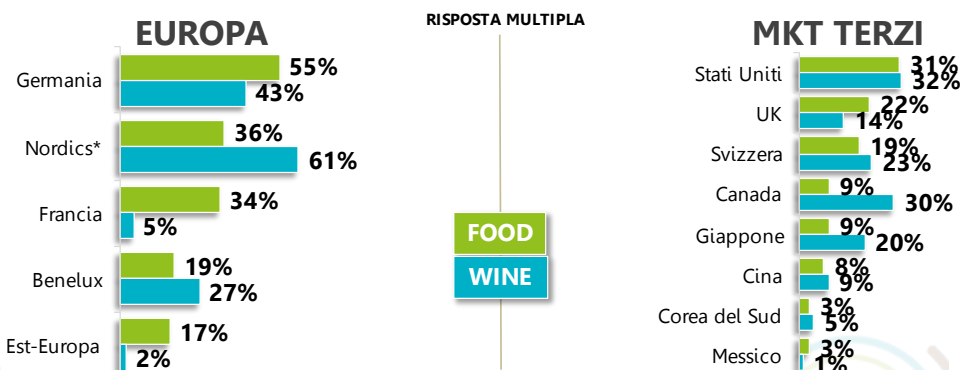 RISPOSTA MULTIPLA
EUROPA
Germania
55%
43%
Nordics*
36%
61%
Francia
34%
5%
Benelux
19%
27%
Est-Europa
17%
2%
FOOD
WINE
MKT TERZI
Stati Uniti
31%
32%
UK
22%
14%
Svizzera
19%
23%
Canada
9%
30%
Giappone
9%
20%
Cina
8%
9%
Corea del Sud
3%
5%
Messico
3%
1%